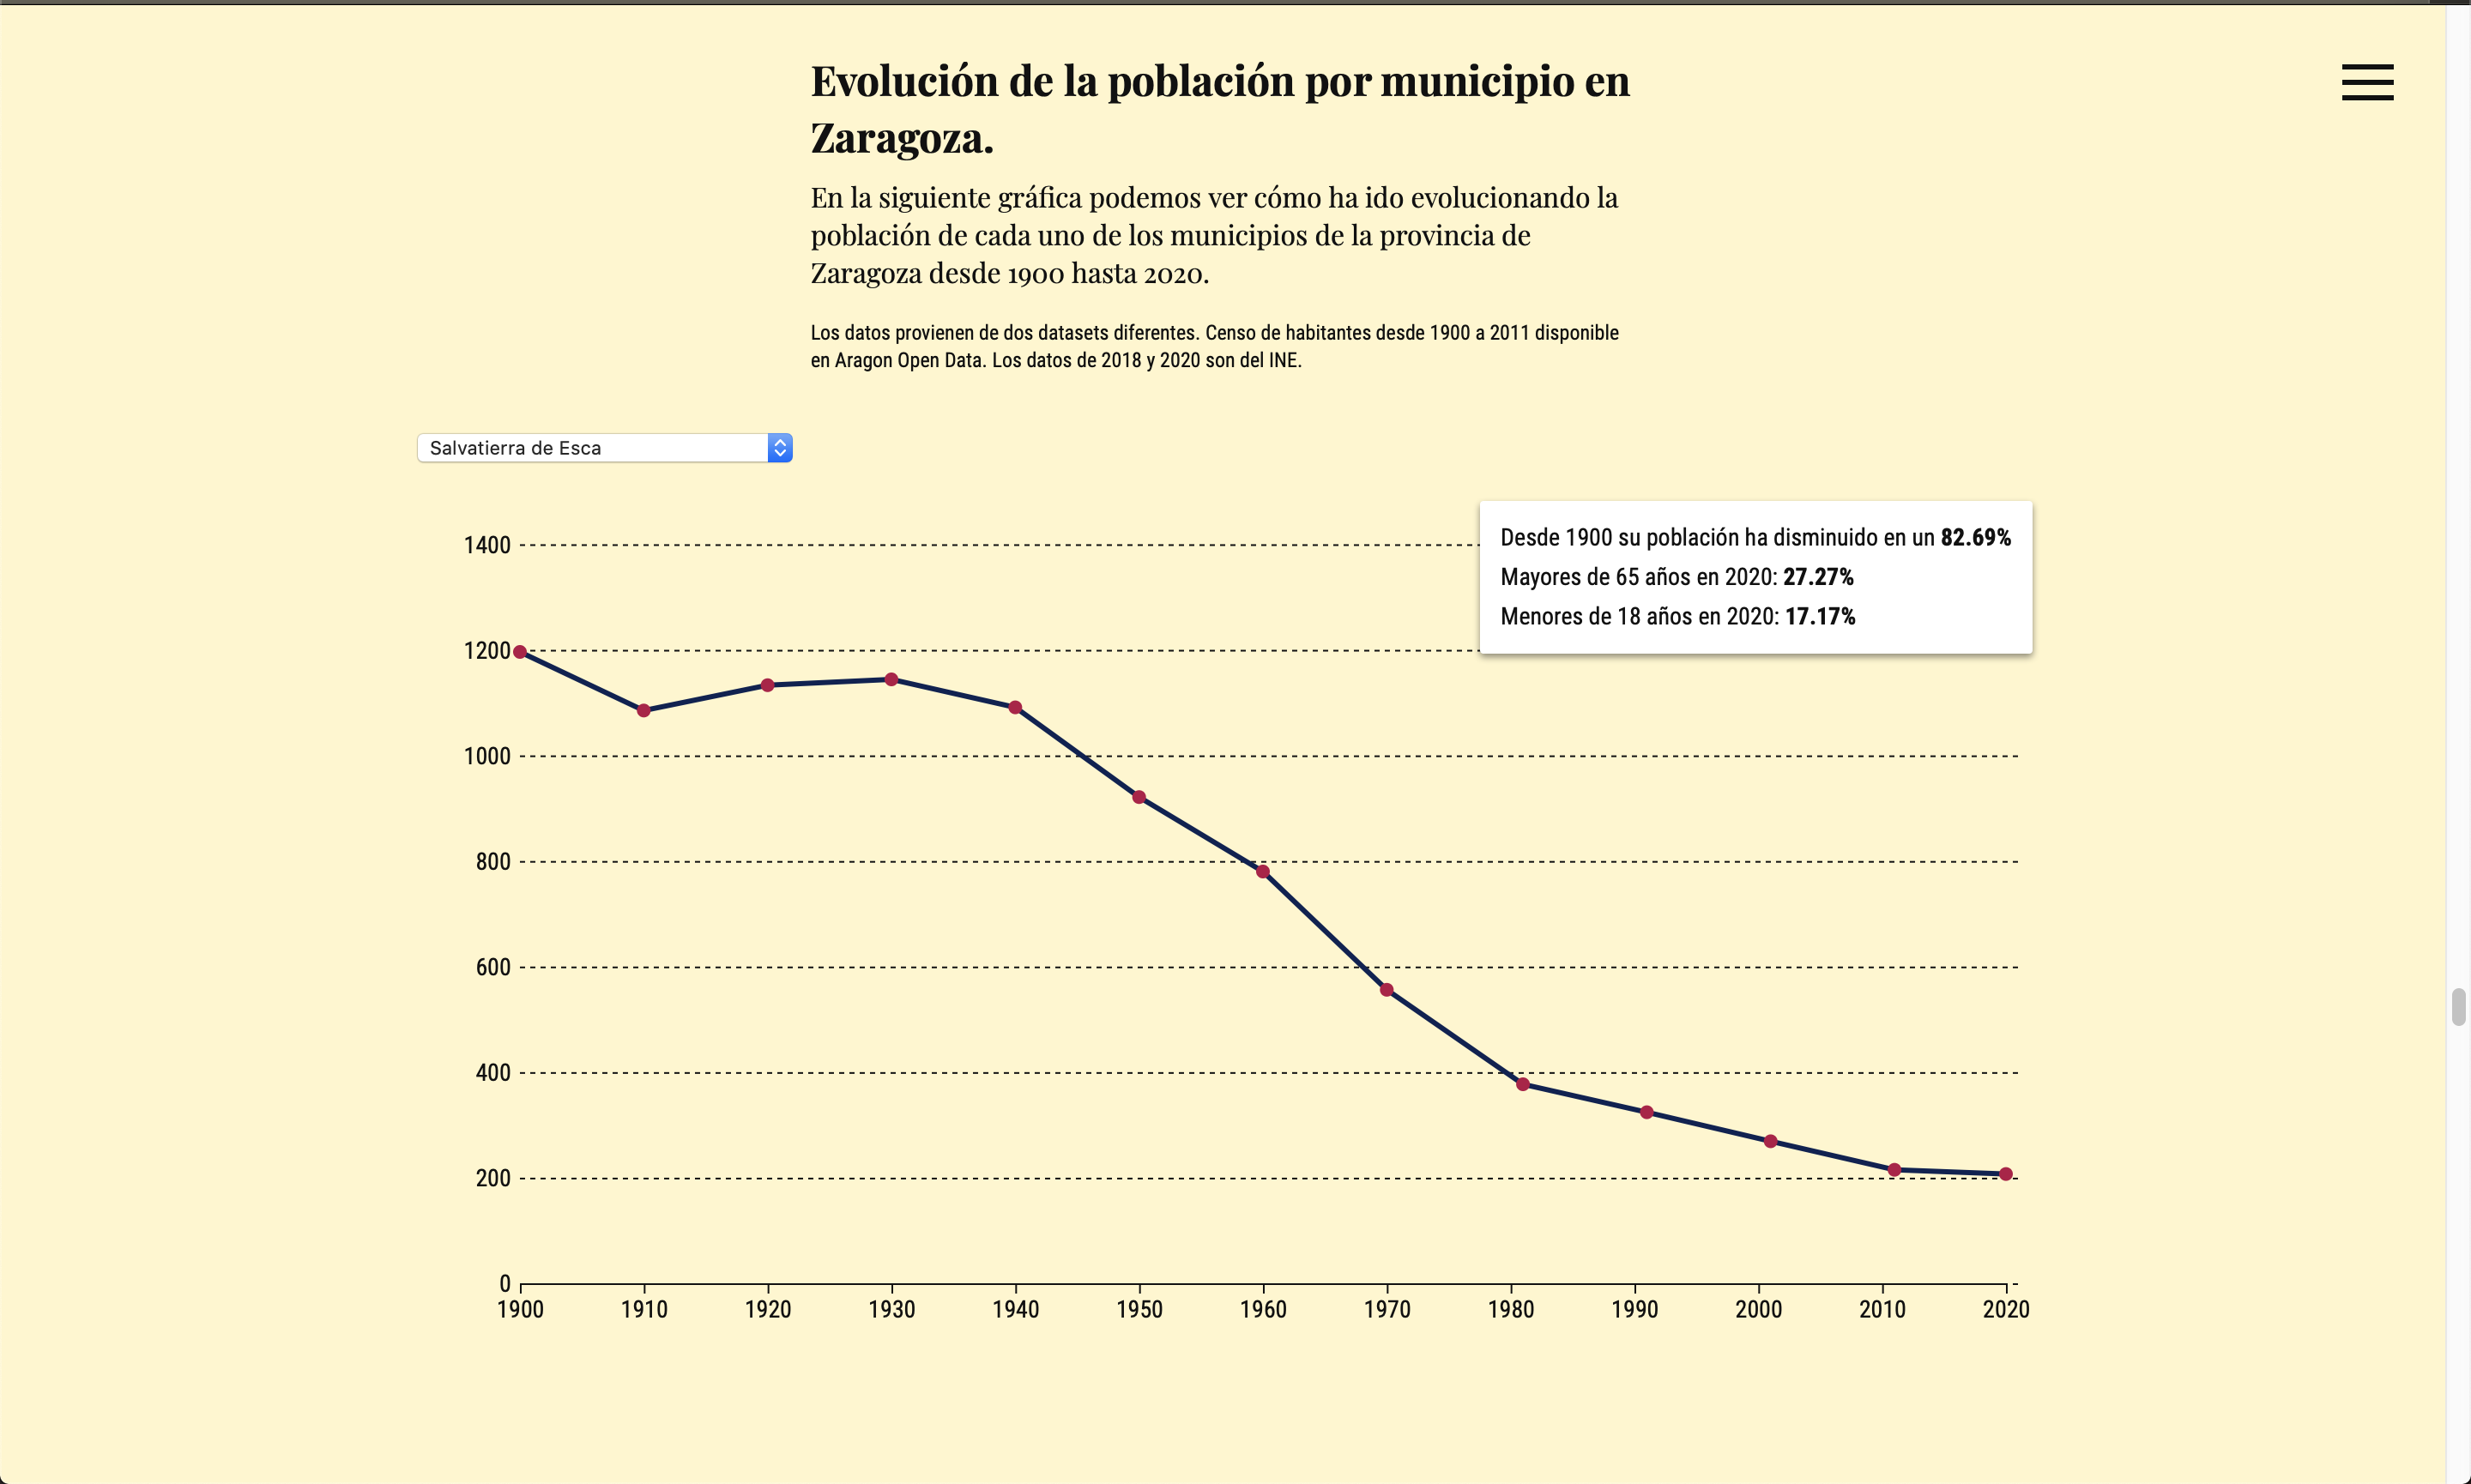 Evolución de la población por municipio en
Zaragoza.
En la siguiente gráfica podemos ver cómo ha ido evolucionando la
población de cada uno de los municipios de la provincia de
Zaragoza desde 1900 hasta 2020.
Los datos provienen de dos datasets diferentes. Censo de habitantes desde 1900 a 2011 disponible
en Aragon Open Data. Los datos de 2018 y 2020 son del INE.
Salvatierra de Esca
Desde 1900 su población ha disminuido en un 82.69%
Mayores de 65 años en 2020: 27.27%
Menores de 18 años en 2020: 17.17%
1400
1200
1000
800
600
400
200
0
1900 1910 1920 1930 1940 1950 1960 1970 1980 1990 2000 2010 2020